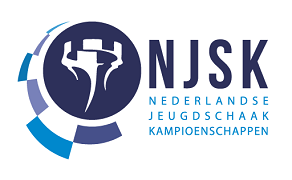 NJSK
NEDERLANDSE
JEUGDSCHAAK
KAMPIOENSCHAPPEN